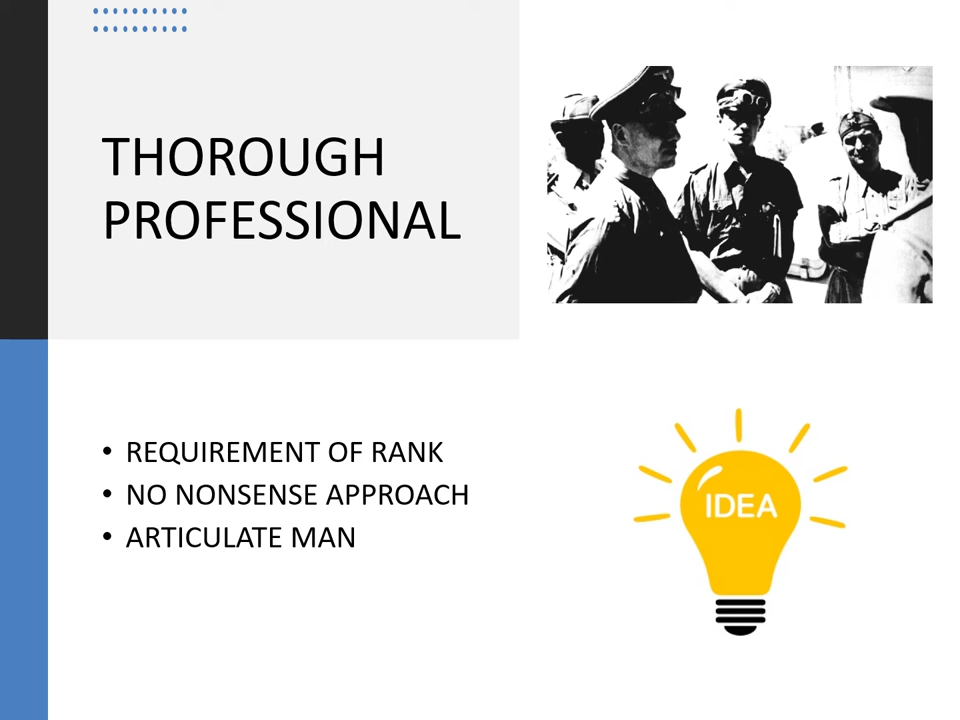 THOROUGH
PROFESSIONAL
• REQUIREMENT OF RANK
• NO NONSENSE APPROACH
• ARTICULATE MAN
IDEA